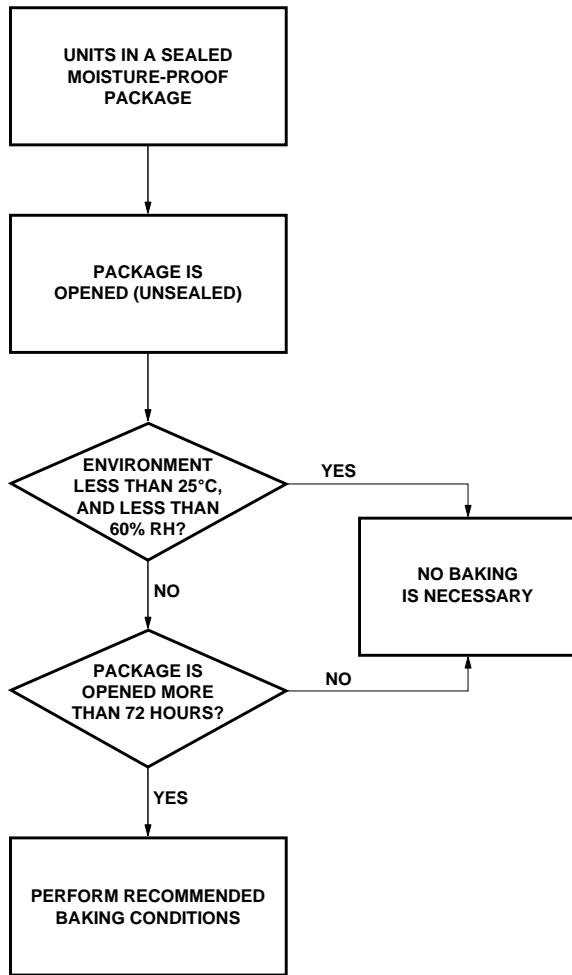 UNITS IN A SEALED
MOISTURE-PROOF
PACKAGE
PACKAGE IS
OPENED (UNSEALED)
ENVIRONMENT
LESS THAN 25°C,
AND LESS THAN
60% RH?
YES
NO BAKING
IS NECESSARY
NO
PACKAGE IS
OPENED MORE
THAN 72 HOURS?
NO
YES
PERFORM RECOMMENDED
BAKING CONDITIONS